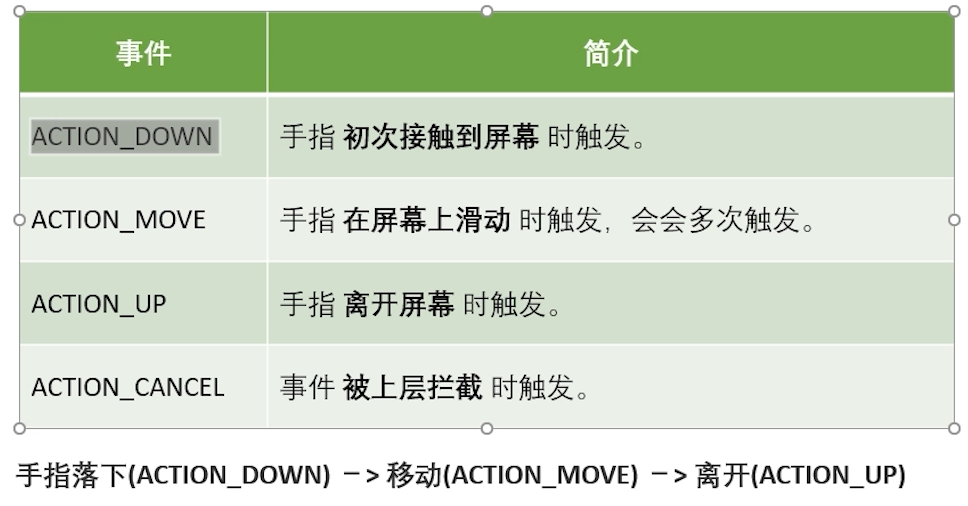 事件 简介
ACTION_DOWN 手指 初次接触到屏幕 时触发。
ACTION_MOVE 手指 在屏幕上滑动 时触发，会会多次触发。
ACTION_UP 手指 离开屏幕 时触发。
ACTION_CANCEL 事件 被上层拦截 时触发。
手指落下(ACTION_DOWN) －> 移动(ACTION_MOVE) －> 离开(ACTION_UP)